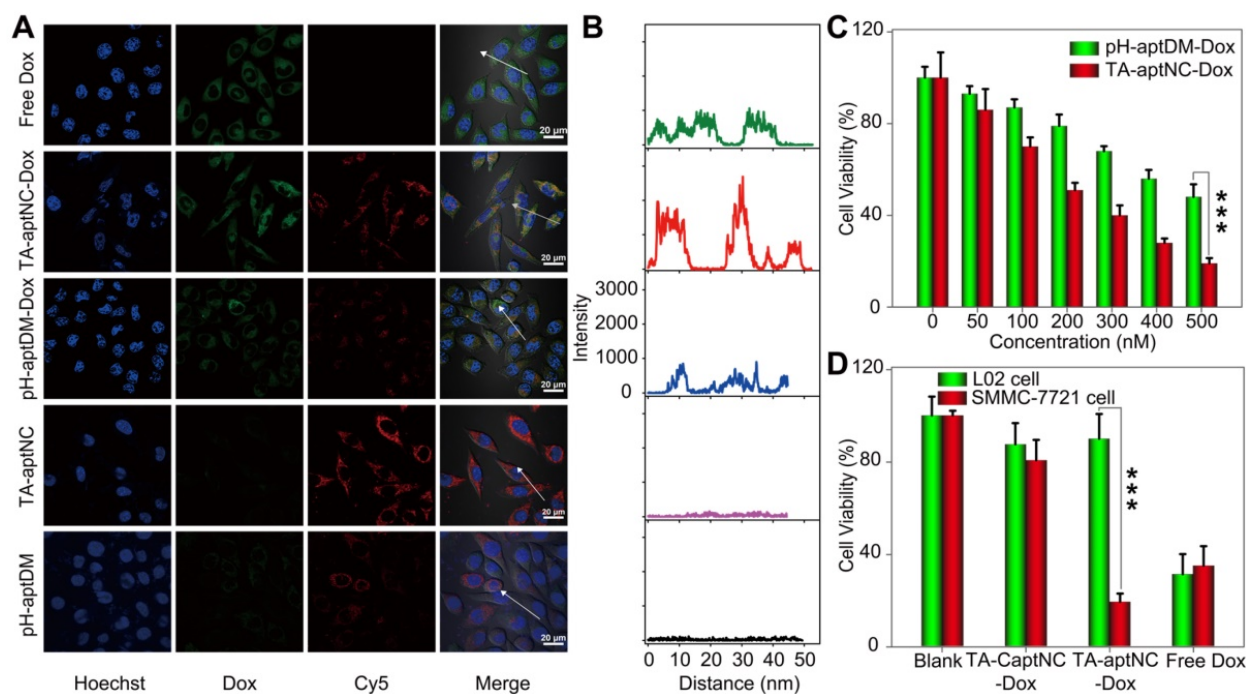 A
Free Dox
20 µm
TA-aptNC-Dox
20 µm
pH-aptDM-Dox
20 µm
TA-aptNC
20 µm
pH-aptDM
20 µm
Hoechst
Dox
Cy5
Merge
B
Intensity
3000
2000
1000
0
0 10 20 30 40 50
Distance (nm)
C
Cell Viability (%)
120
80
40
0
pH-aptDM-Dox
TA-aptNC-Dox
***
0 50 100 200 300 400 500
Concentration (nM)
D
Cell Viability (%)
120
80
40
0
L02 cell
SMMC-7721 cell
***
Blank
TA-CaptNC
-Dox
TA-aptNC
-Dox
Free Dox